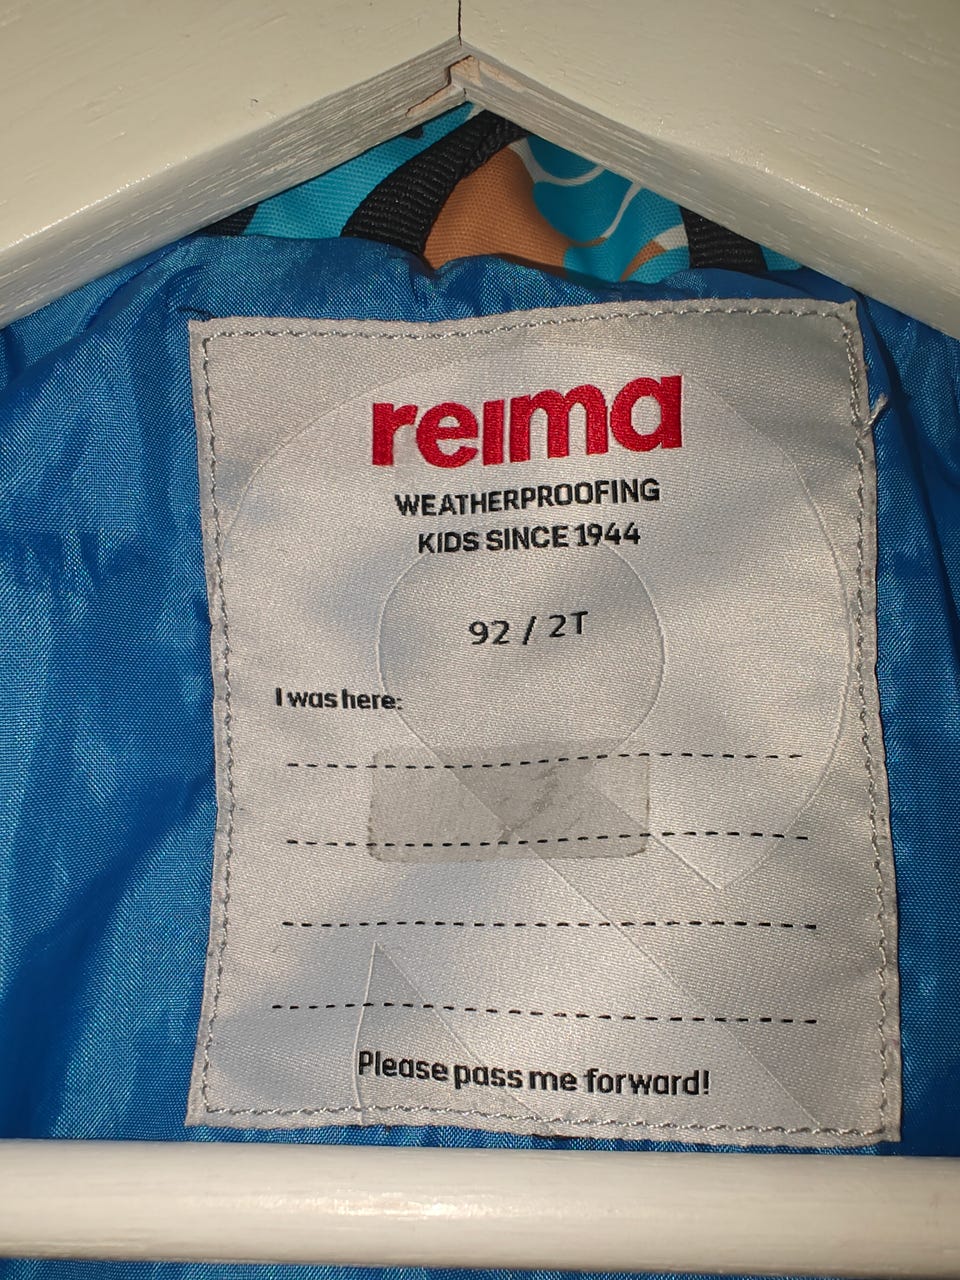 reima
WEATHERPROOFING
KIDS SINCE 1944
92 / 2T
I was here:
Please pass me forward!